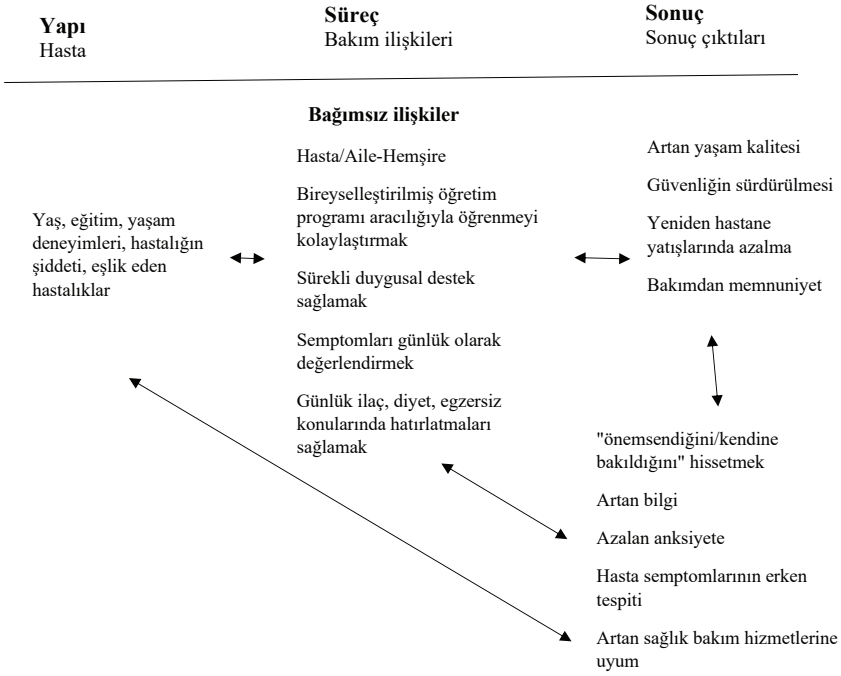 Yapı
Hasta
Süreç
Bakım ilişkileri
Sonuç
Sonuç çıktıları
Yaş, eğitim, yaşam
deneyimleri, hastalığın
şiddeti, eşlik eden
hastalıklar
Bağımsız ilişkiler
Hasta/Aile-Hemşire
Bireyselleştirilmiş öğretim
programı aracılığıyla öğrenmeyi
kolaylaştırmak
Sürekli duygusal destek
sağlamak
Semptomları günlük olarak
değerlendirmek
Günlük ilaç, diyet, egzersiz
konularında hatırlatmaları
sağlamak
Artan yaşam kalitesi
Güvenliğin sürdürülmesi
Yeniden hastane
yatışlarında azalma
Bakımdan memnuniyet
"önemsendiğini/kendine
bakıldığını" hissetmek
Artan bilgi
Azalan anksiyete
Hasta semptomlarının erken
tespiti
Artan sağlık bakım hizmetlerine
uyum